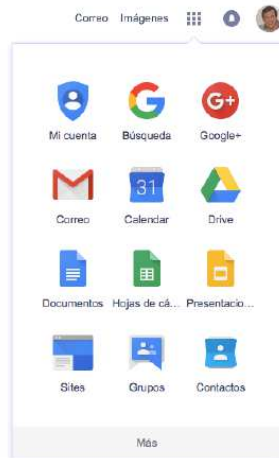 Correo Imágenes
G+
Mi cuenta Búsqueda Google+
31
Correo Calendar Drive
Documentos Hojas de cá... Presentacio...
Sites Grupos Contactos
Más